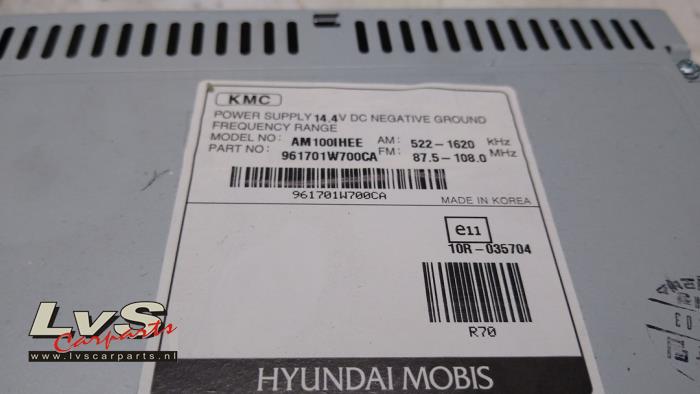 KMC
POWER SUPPLY 14.4V DC NEGATIVE GROUND
FREQUENCY RANGE
MODEL NO: AM100IHEE AM: 522-1620 kHz
PART NO: 961701W700CA FM: 87.5-108.0 MHz
961701W700CA
MADE IN KOREA
e11
10R-035704
R70
HYUNDAI MOBIS
LvS
Carparts
www.lvscarparts.nl